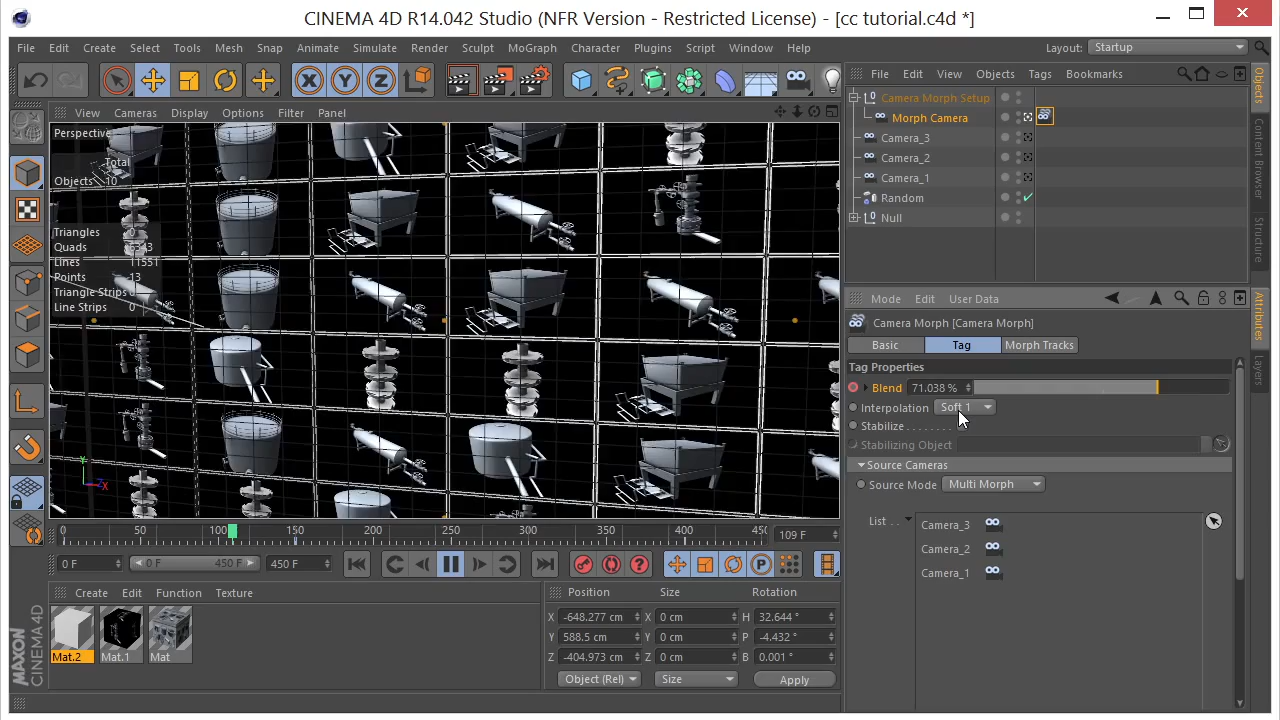 CINEMA 4D R14.042 Studio (NFR Version - Restricted License) - [cc tutorial.c4d *]
File Edit Create Select Tools Mesh Snap Animate Simulate Render Sculpt MoGraph Character Plugins Script Window Help
Layout: Startup
X Y Z
File Edit View Objects Tags Bookmarks
Camera Morph Setup
Morph Camera
Camera_3
Camera_2
Camera_1
Random
Null
Objects
Content Browser
Structure
View Cameras Display Options Filter Panel
Perspective
Total
Objects 10
Triangles 0
Quads
Lines 11551
Points 13
Triangle Strips 0
Line Strips 0
Y
X
Mode Edit User Data
Camera Morph [Camera Morph]
Basic Tag Morph Tracks
Tag Properties
Blend 71.038 %
Interpolation Soft 1
Stabilize
Stabilizing Object
Source Cameras
Source Mode Multi Morph
List
Camera_3
Camera_2
Camera_1
Attributes
Layers
0 50 100 150 200 250 300 350 400 450
109 F
0 F 0 F 450 F 450 F
Create Edit Function Texture
Mat.2 Mat.1 Mat
Position Size Rotation
X -648.277 cm X 0 cm H 32.644 °
Y 588.5 cm Y 0 cm P -4.432 °
Z -404.973 cm Z 0 cm B 0.001 °
Object (Rel) Size Apply
MAXON
CINEMA 4D